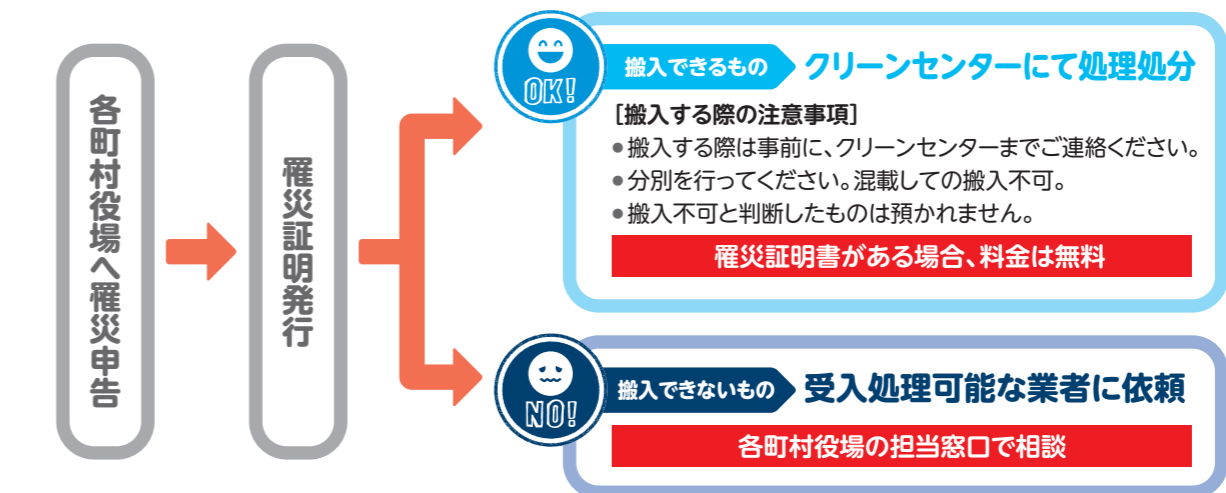 各町村役場へ罹災申告
罹災証明発行
OK!
搬入できるもの
クリーンセンターにて処理処分
[搬入する際の注意事項]
●搬入する際は事前に、クリーンセンターまでご連絡ください。
●分別を行ってください。混載しての搬入不可。
●搬入不可と判断したものは預かれません。
罹災証明書がある場合、料金は無料
NO!
搬入できないもの
受入処理可能な業者に依頼
各町村役場の担当窓口で相談